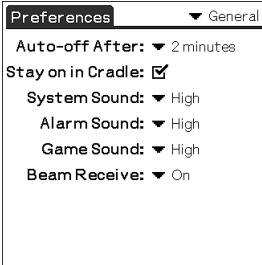 Preferences General
Auto-off After: 2 minutes
Stay on in Cradle:
System Sound: High
Alarm Sound: High
Game Sound: High
Beam Receive: On